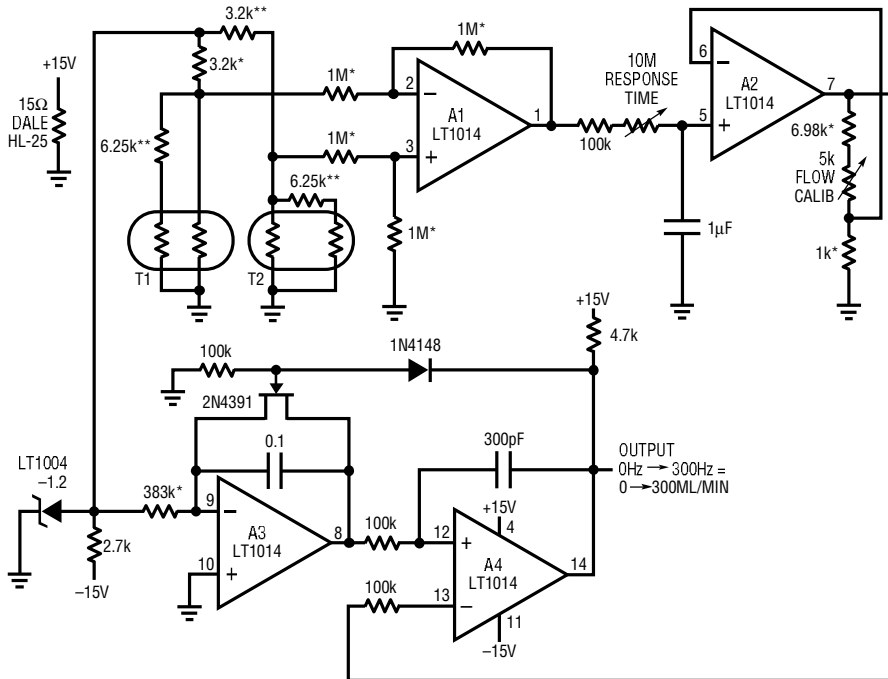 3.2k**
3.2k*
+15V
15Ω
DALE
HL-25
6.25k**
T1
6.25k**
T2
1M*
1M*
1M*
1M*
2
3
A1
LT1014
1
100k
10M
RESPONSE
TIME
1µF
6
5
A2
LT1014
7
6.98k*
5k
FLOW
CALIB
1k*
100k
2N4391
1N4148
+15V
4.7k
0.1
300pF
OUTPUT
0Hz → 300Hz =
0 → 300ML/MIN
LT1004
–1.2
2.7k
–15V
383k*
9
10
A3
LT1014
8
100k
100k
12
13
+15V
4
A4
LT1014
11
–15V
14